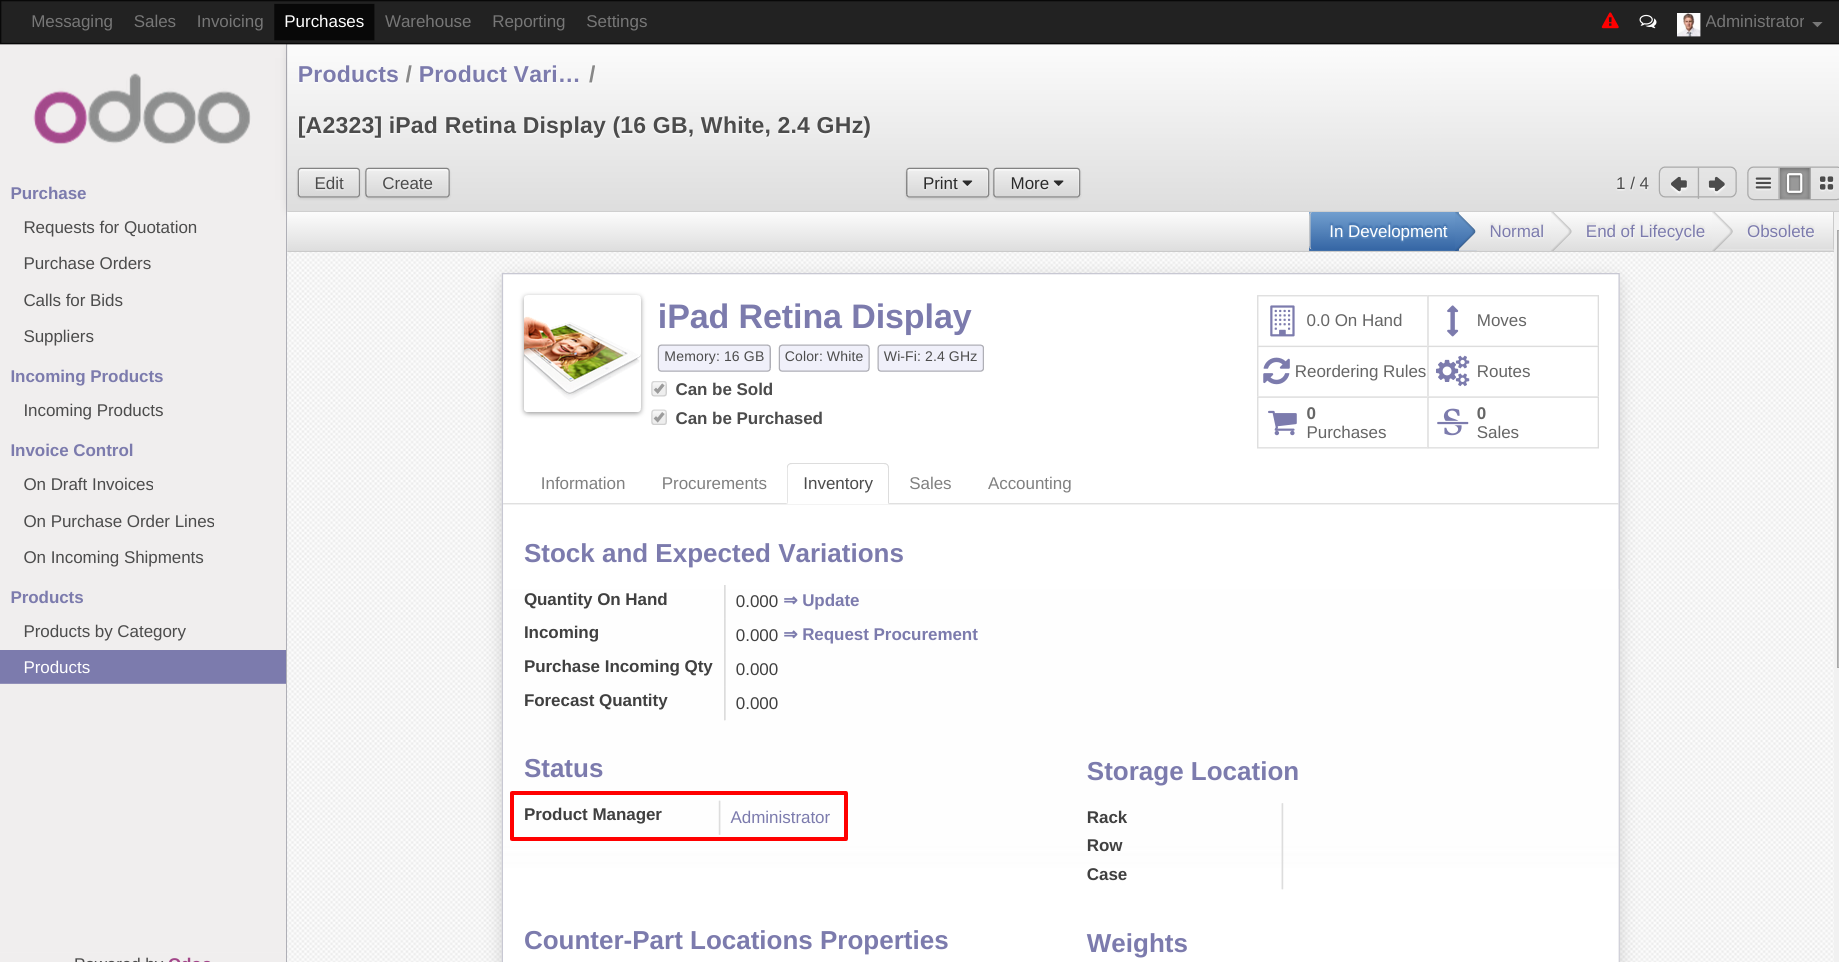 Messaging Sales Invoicing Purchases Warehouse Reporting Settings Administrator
odoo
Purchase
Requests for Quotation
Purchase Orders
Calls for Bids
Suppliers
Incoming Products
Incoming Products
Invoice Control
On Draft Invoices
On Purchase Order Lines
On Incoming Shipments
Products
Products by Category
Products
Powered by Odoo
Products / Product Vari... /
[A2323] iPad Retina Display (16 GB, White, 2.4 GHz)
Edit Create Print More 1 / 4
In Development Normal End of Lifecycle Obsolete
iPad Retina Display
Memory: 16 GB Color: White Wi-Fi: 2.4 GHz
Can be Sold
Can be Purchased
0.0 On Hand Moves
Reordering Rules Routes
0 Purchases 0 Sales
Information Procurements Inventory Sales Accounting
Stock and Expected Variations
Quantity On Hand 0.000 ⇒ Update
Incoming 0.000 ⇒ Request Procurement
Purchase Incoming Qty 0.000
Forecast Quantity 0.000
Status
Product Manager Administrator
Storage Location
Rack
Row
Case
Counter-Part Locations Properties
Weights